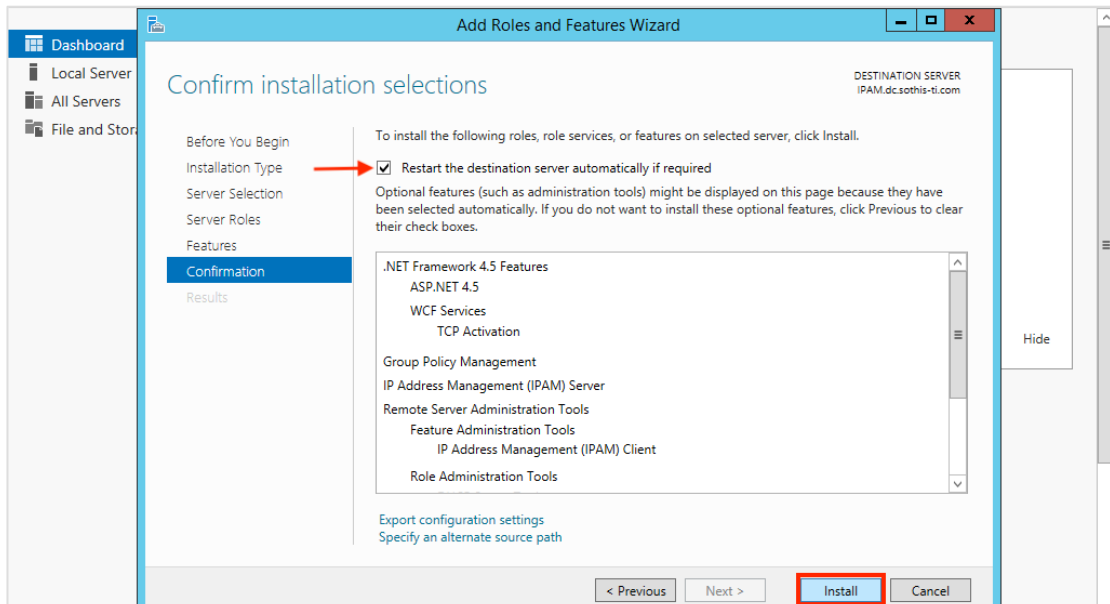 Add Roles and Features Wizard
Dashboard
Local Server
All Servers
File and Stor
Confirm installation selections
DESTINATION SERVER
IPAM.dc.sothis-ti.com
Before You Begin
Installation Type
Server Selection
Server Roles
Features
Confirmation
Results
To install the following roles, role services, or features on selected server, click Install.
Restart the destination server automatically if required
Optional features (such as administration tools) might be displayed on this page because they have
been selected automatically. If you do not want to install these optional features, click Previous to clear
their check boxes.
.NET Framework 4.5 Features
ASP.NET 4.5
WCF Services
TCP Activation
Group Policy Management
IP Address Management (IPAM) Server
Remote Server Administration Tools
Feature Administration Tools
IP Address Management (IPAM) Client
Role Administration Tools
Export configuration settings
Specify an alternate source path
Hide
< Previous
Next >
Install
Cancel